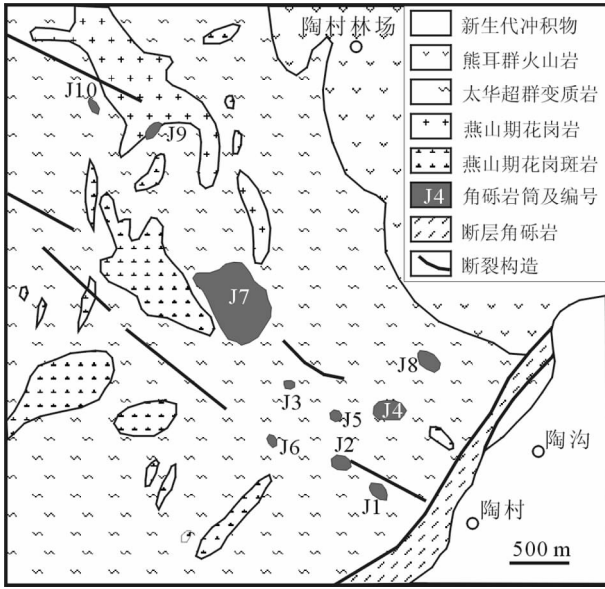 陶村林场
新生代冲积物
熊耳群火山岩
太华超群变质岩
燕山期花岗岩
燕山期花岗斑岩
J4 角砾岩筒及编号
断层角砾岩
断裂构造
J10
J9
J7
J8
J3
J4
J5
J6
J2
J1
陶沟
陶村
500 m